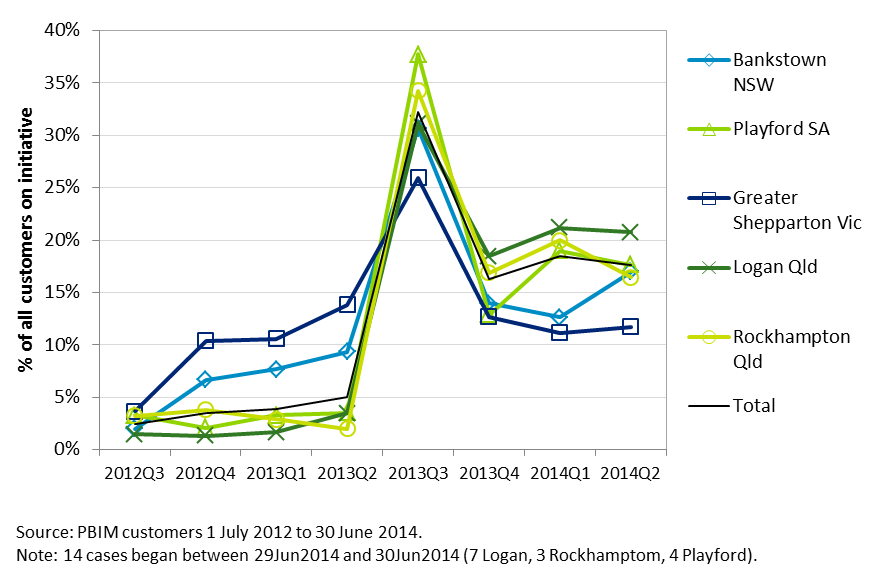 40%
35%
30%
25%
20%
15%
10%
5%
0%
% of all customers on initiative
2012Q3 2012Q4 2013Q1 2013Q2 2013Q3 2013Q4 2014Q1 2014Q2
Bankstown
NSW
Playford SA
Greater
Shepparton Vic
Logan Qld
Rockhampton
Qld
Total
Source: PBIM customers 1 July 2012 to 30 June 2014.
Note: 14 cases began between 29Jun2014 and 30Jun2014 (7 Logan, 3 Rockhamptom, 4 Playford).